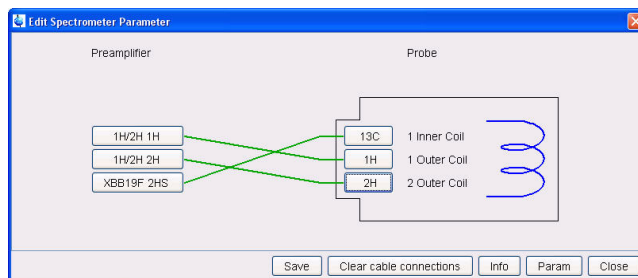 Edit Spectrometer Parameter
Preamplifier Probe
1H/2H 1H 13C 1 Inner Coil
1H/2H 2H 1H 1 Outer Coil
XBB19F 2HS 2H 2 Outer Coil
Save Clear cable connections Info Param Close